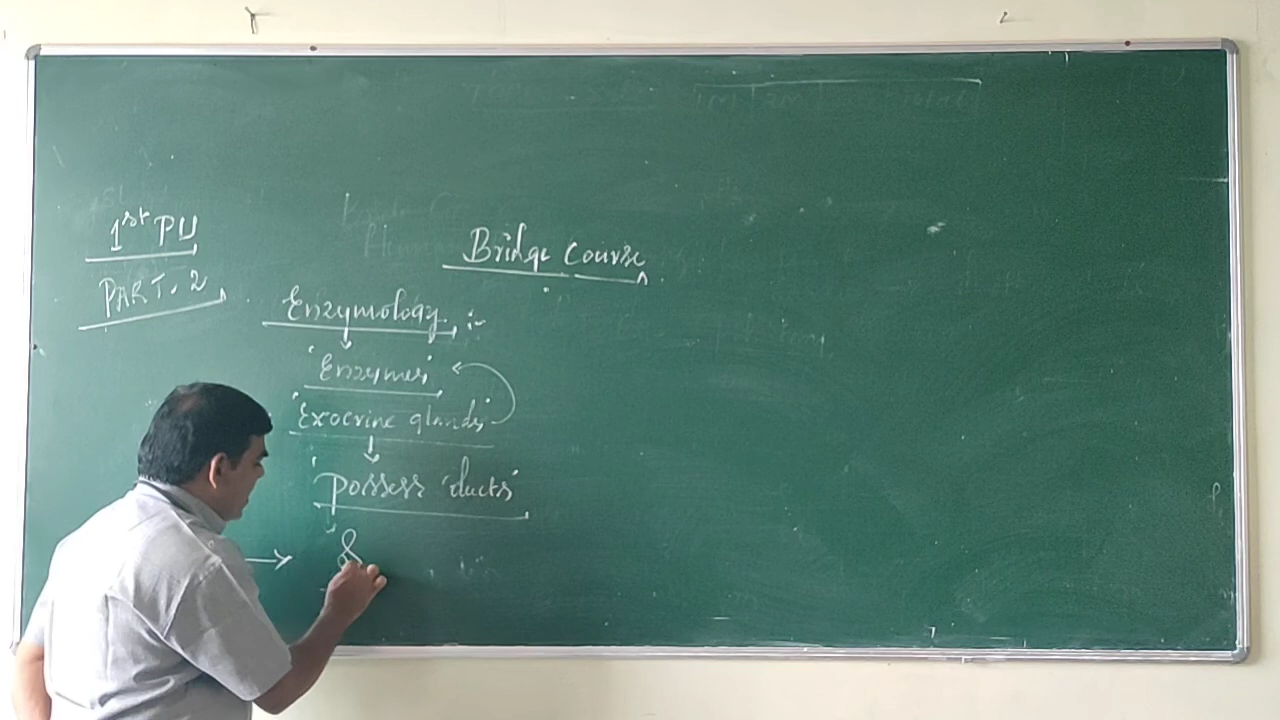 1st PU
PART. 2
Bridge Course
Enzymology :-
'Enzymes'
'Exocrine glands'
'Possess 'ducts'